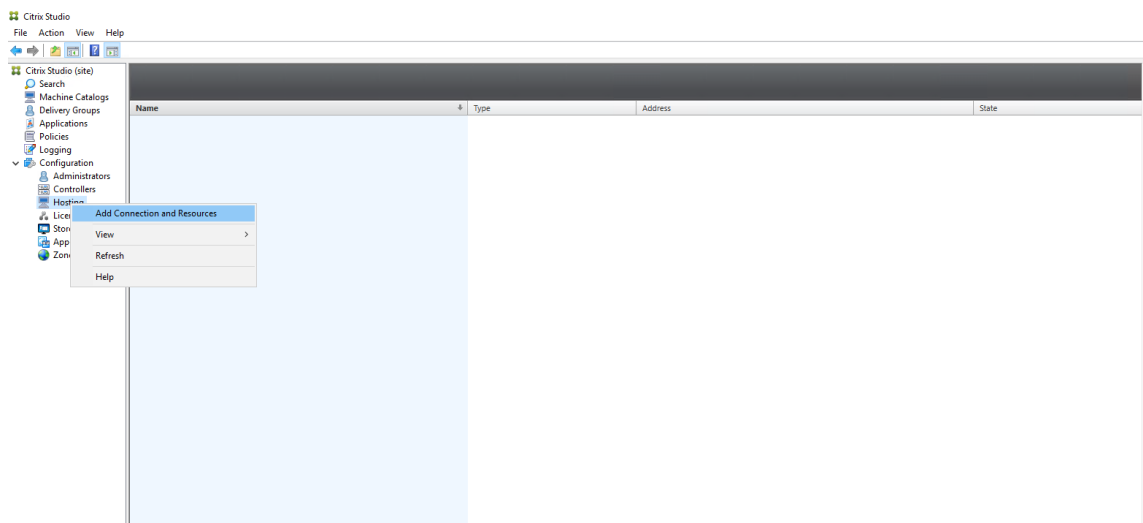 Citrix Studio
File Action View Help
Citrix Studio (site)
Search
Machine Catalogs
Delivery Groups
Applications
Policies
Logging
Configuration
Administrators
Controllers
Hosting
Add Connection and Resources
View
Refresh
Help
Name Type Address State